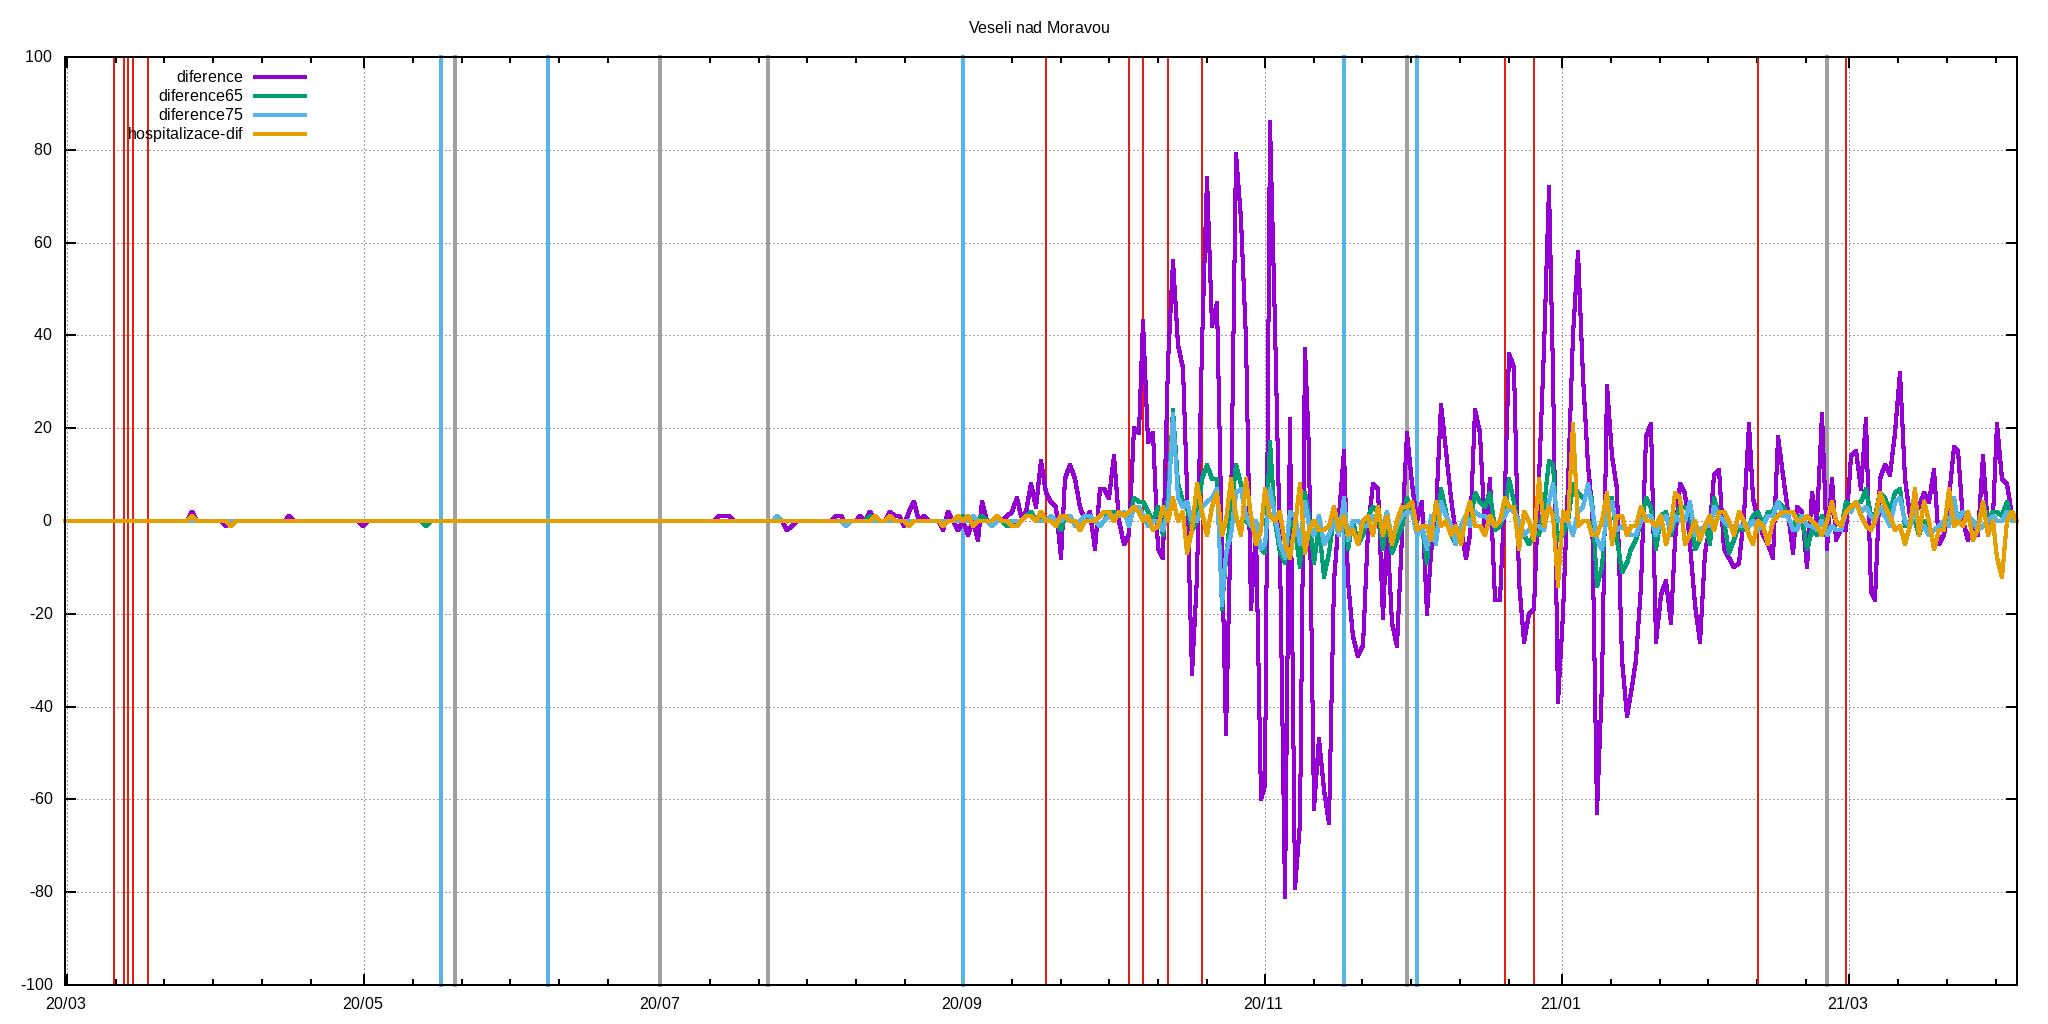 Veseli nad Moravou
100
diference
diference65
diference75
hospitalizace-dif
80
60
40
20
0
-20
-40
-60
-80
-100
20/03 20/05 20/07 20/09 20/11 21/01 21/03